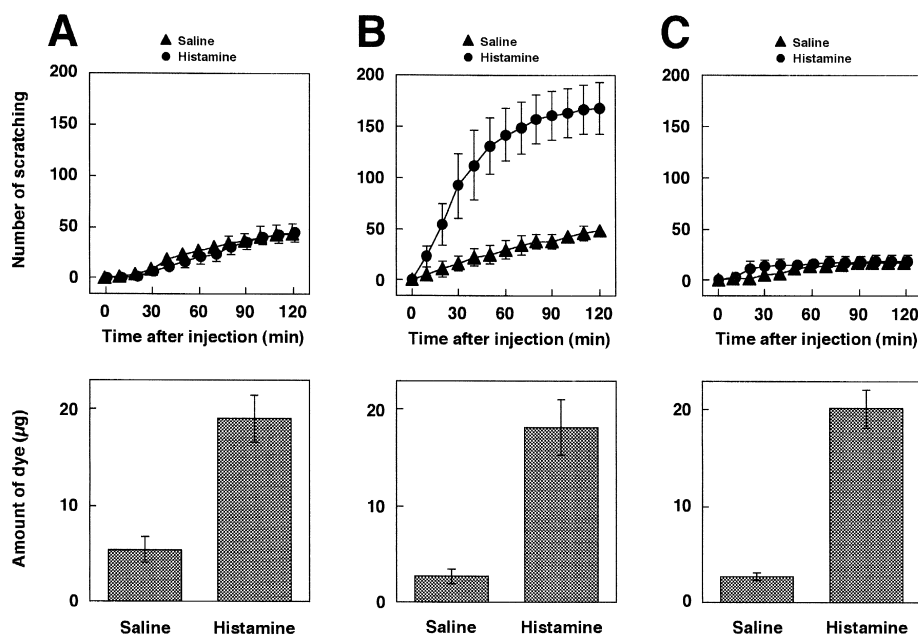 A
▲ Saline
● Histamine
B
▲ Saline
● Histamine
C
▲ Saline
● Histamine
Number of scratching
200
150
100
50
0
0 30 60 90 120
Time after injection (min)
200
150
100
50
0
0 30 60 90 120
Time after injection (min)
200
150
100
50
0
0 30 60 90 120
Time after injection (min)
Amount of dye (μg)
20
10
0
Saline Histamine
20
10
0
Saline Histamine
20
10
0
Saline Histamine